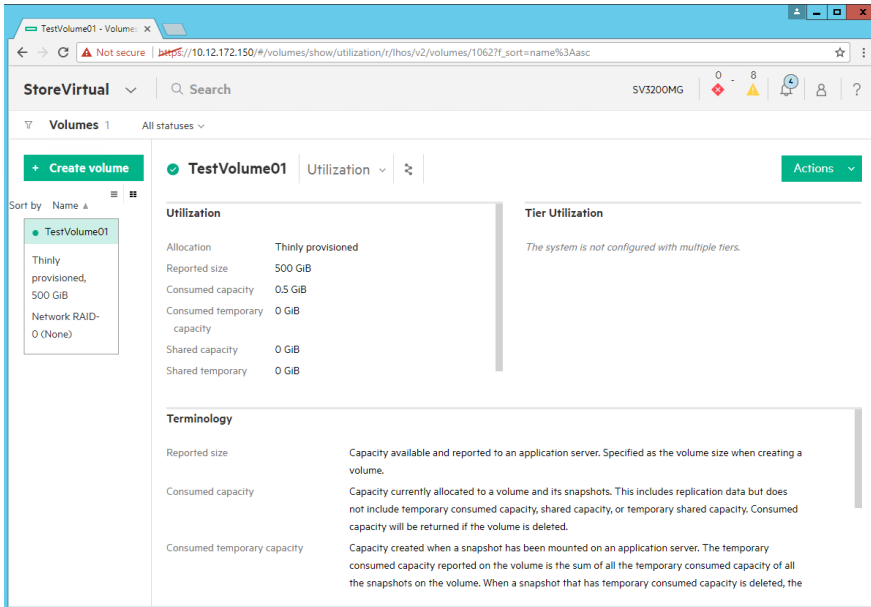 TestVolume01 - Volumes
Not secure | https://10.12.172.150/#/volumes/show/utilization/r/lhos/v2/volumes/1062?f_sort=name%3Aasc
StoreVirtual
Search
SV3200MG
0 - 8
4
?
Volumes 1
All statuses
+ Create volume
TestVolume01
Utilization
Actions
Sort by Name
TestVolume01
Thinly
provisioned,
500 GiB
Network RAID-
0 (None)
Utilization
Allocation Thinly provisioned
Reported size 500 GiB
Consumed capacity 0.5 GiB
Consumed temporary 0 GiB
capacity
Shared capacity 0 GiB
Shared temporary 0 GiB
Tier Utilization
The system is not configured with multiple tiers.
Terminology
Reported size Capacity available and reported to an application server. Specified as the volume size when creating a
volume.
Consumed capacity Capacity currently allocated to a volume and its snapshots. This includes replication data but does
not include temporary consumed capacity, shared capacity, or temporary shared capacity. Consumed
capacity will be returned if the volume is deleted.
Consumed temporary capacity Capacity created when a snapshot has been mounted on an application server. The temporary
consumed capacity reported on the volume is the sum of all the temporary consumed capacity of all
the snapshots on the volume. When a snapshot that has temporary consumed capacity is deleted, the